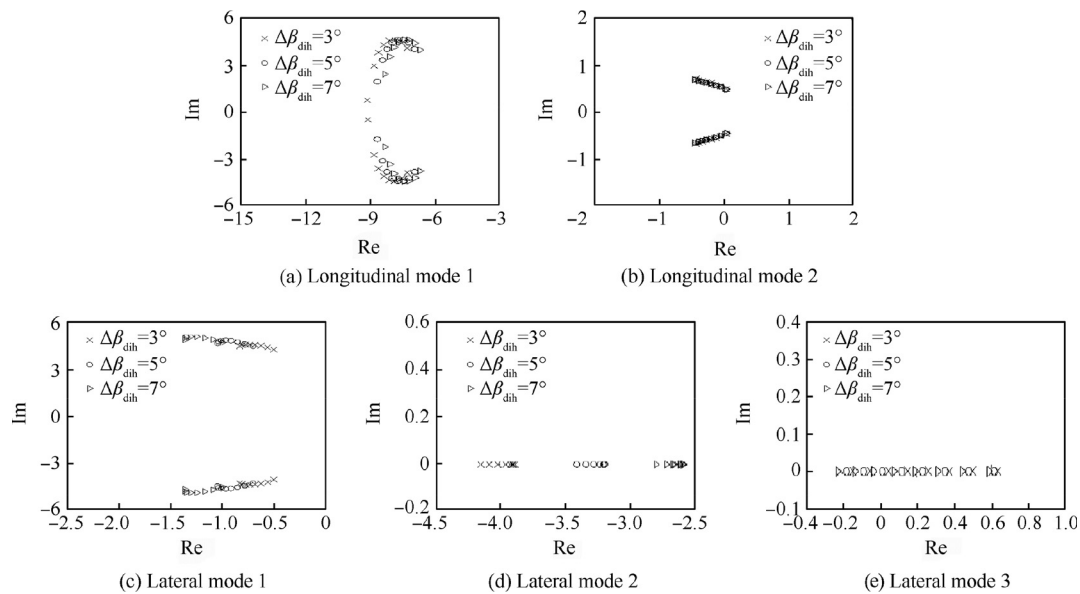 6
3
0
−3
−6
Im
× Δβdih=3°
○ Δβdih=5°
▷ Δβdih=7°
−15 −12 −9 −6 −3
Re
(a) Longitudinal mode 1
2
1
0
−1
−2
Im
× Δβdih=3°
○ Δβdih=5°
▷ Δβdih=7°
−2 −1 0 1 2
Re
(b) Longitudinal mode 2
6
3
0
−3
−6
Im
× Δβdih=3°
○ Δβdih=5°
▷ Δβdih=7°
−2.5 −2.0 −1.5 −1.0 −0.5 0
Re
(c) Lateral mode 1
0.6
0.4
0.2
0
−0.2
Im
× Δβdih=3°
○ Δβdih=5°
▷ Δβdih=7°
−4.5 −4.0 −3.5 −3.0 −2.5
Re
(d) Lateral mode 2
0.4
0.3
0.2
0.1
0
−0.1
Im
× Δβdih=3°
○ Δβdih=5°
▷ Δβdih=7°
−0.4 −0.2 0 0.2 0.4 0.6 0.8 1.0
Re
(e) Lateral mode 3